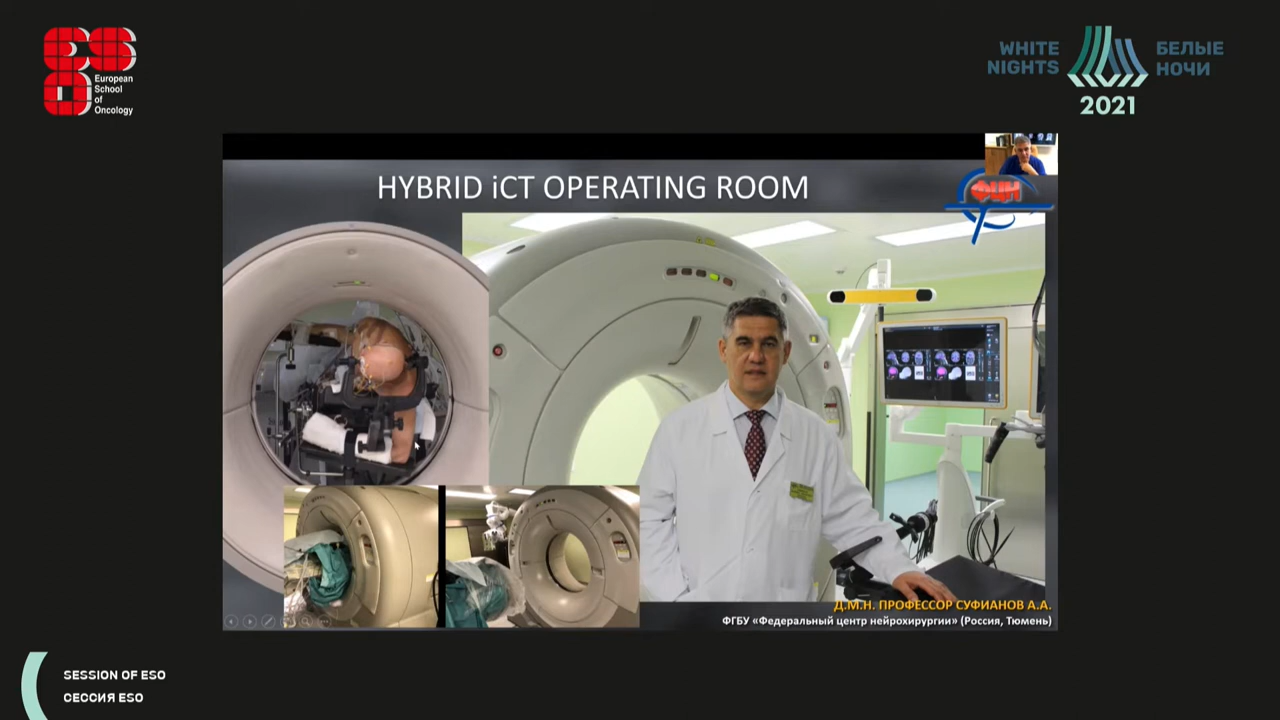 ESO
European
School
of
Oncology
WHITE
NIGHTS
БЕЛЫЕ
НОЧИ
2021
HYBRID iCT OPERATING ROOM
ФЦН
Д.М.Н. ПРОФЕССОР СУФИАНОВ А.А.
ФГБУ «Федеральный центр нейрохирургии» (Россия, Тюмень)
SESSION OF ESO
СЕССИЯ ESO